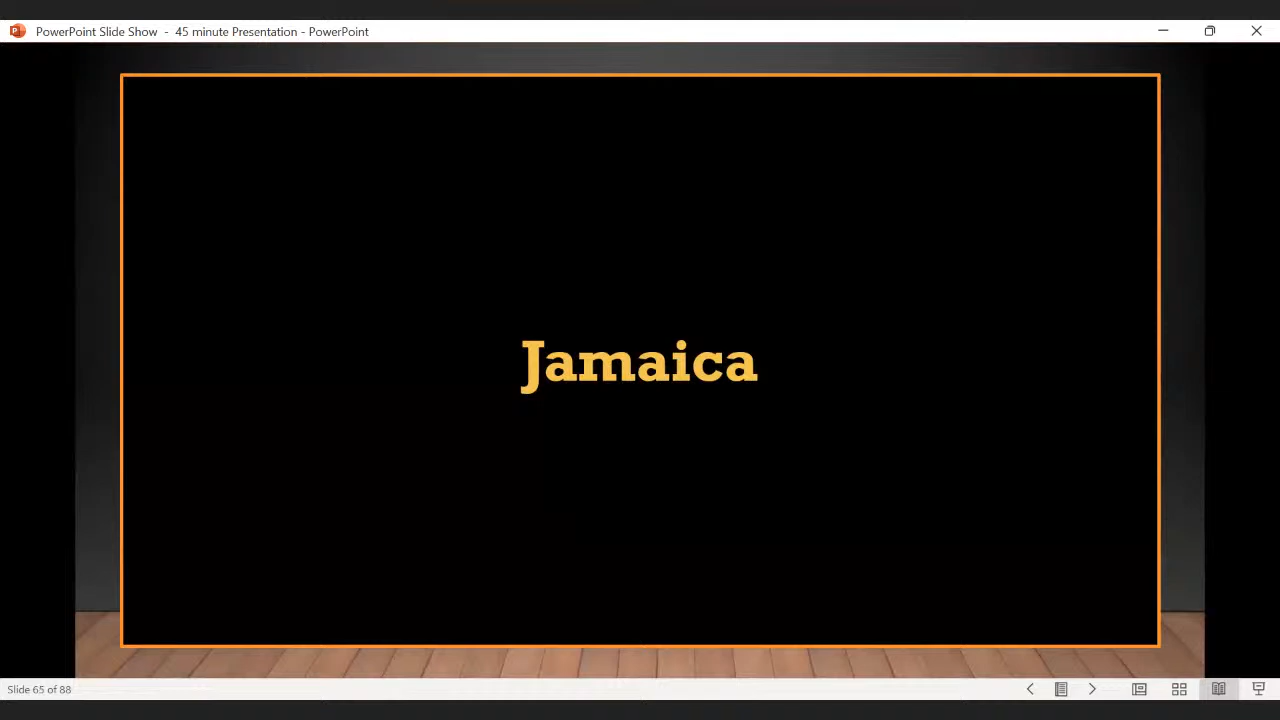 PowerPoint Slide Show - 45 minute Presentation - PowerPoint
Jamaica
Slide 65 of 88